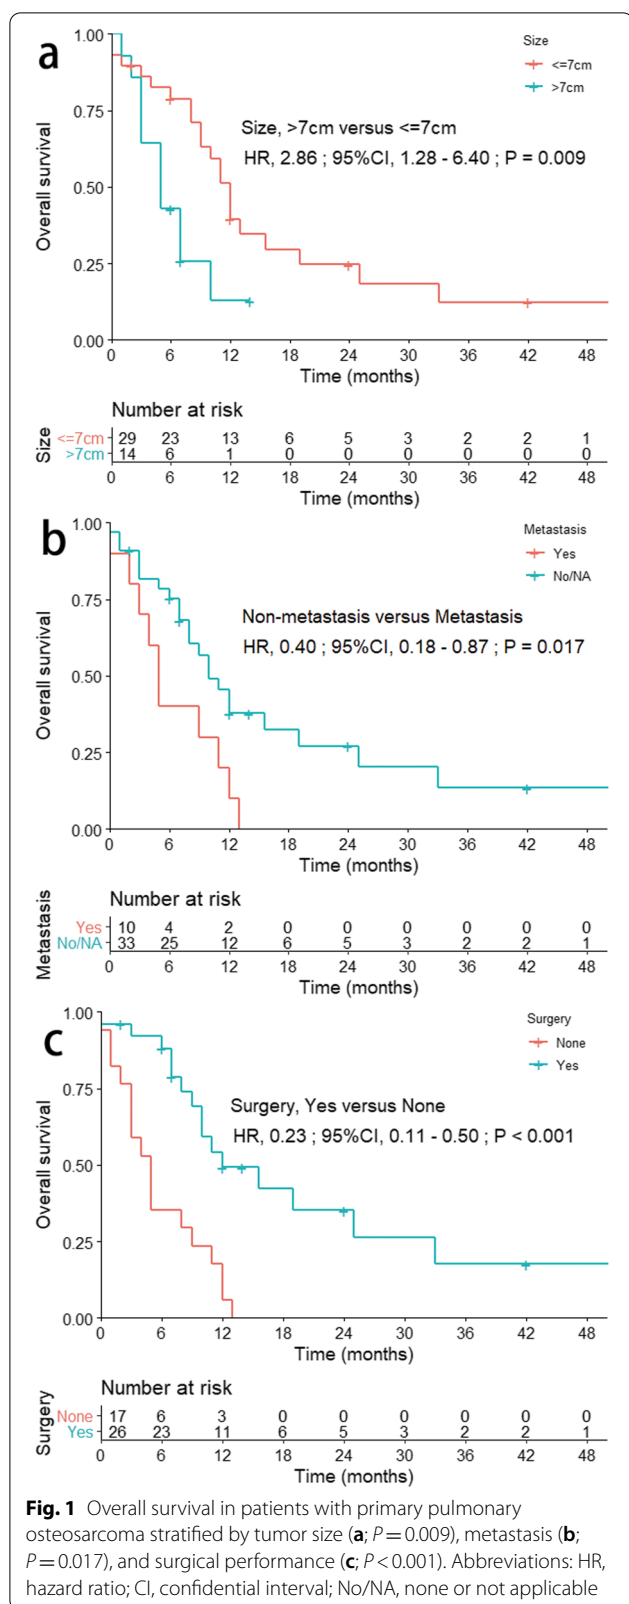 a
Size
<=7cm
>7cm
Size, >7cm versus <=7cm
HR, 2.86 ; 95%CI, 1.28 - 6.40 ; P = 0.009
Overall survival
1.00
0.75
0.50
0.25
0.00
0 6 12 18 24 30 36 42 48
Time (months)
Number at risk
Size
<=7cm 29 23 13 6 5 3 2 2 1
>7cm 14 6 1 0 0 0 0 0 0
0 6 12 18 24 30 36 42 48
Time (months)
b
Metastasis
Yes
No/NA
Non-metastasis versus Metastasis
HR, 0.40 ; 95%CI, 0.18 - 0.87 ; P = 0.017
Overall survival
1.00
0.75
0.50
0.25
0.00
0 6 12 18 24 30 36 42 48
Time (months)
Number at risk
Metastasis
Yes 10 4 2 0 0 0 0 0 0
No/NA 33 25 12 6 5 3 2 2 1
0 6 12 18 24 30 36 42 48
Time (months)
c
Surgery
None
Yes
Surgery, Yes versus None
HR, 0.23 ; 95%CI, 0.11 - 0.50 ; P < 0.001
Overall survival
1.00
0.75
0.50
0.25
0.00
0 6 12 18 24 30 36 42 48
Time (months)
Number at risk
Surgery
None 17 6 3 0 0 0 0 0 0
Yes 26 23 11 6 5 3 2 2 1
0 6 12 18 24 30 36 42 48
Time (months)
Fig. 1 Overall survival in patients with primary pulmonary
osteosarcoma stratified by tumor size (a; P = 0.009), metastasis (b;
P = 0.017), and surgical performance (c; P < 0.001). Abbreviations: HR,
hazard ratio; CI, confidential interval; No/NA, none or not applicable